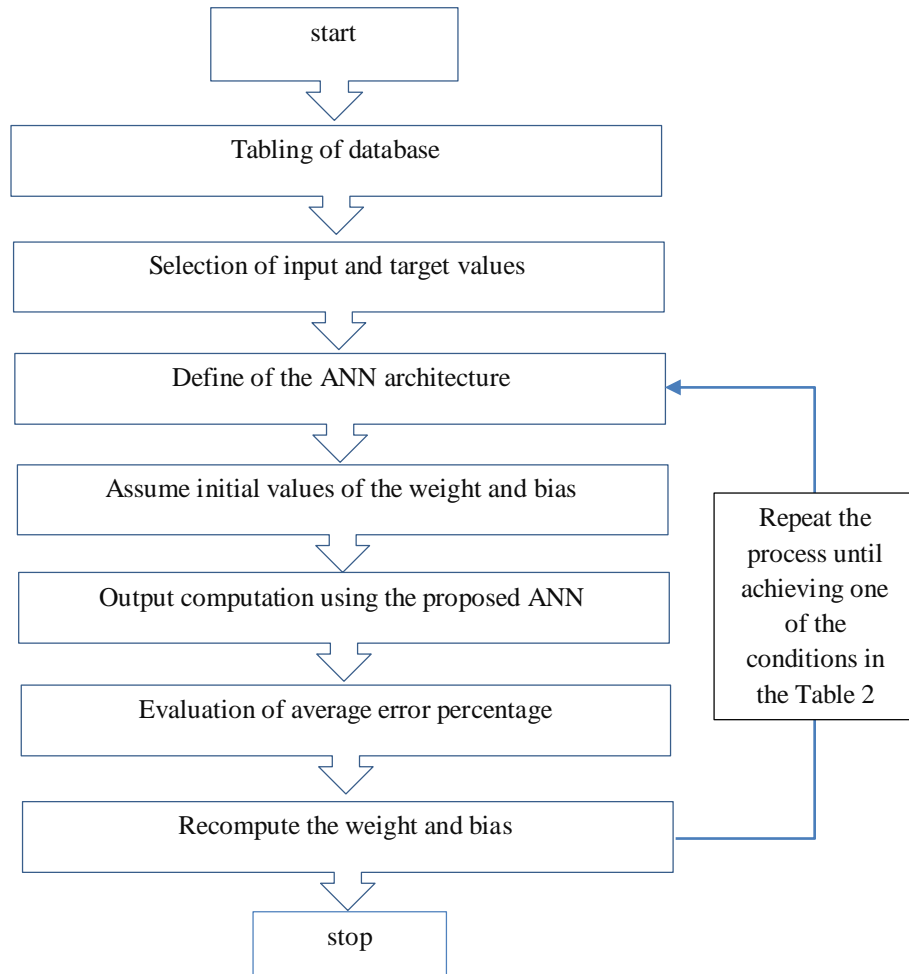 start
Tabling of database
Selection of input and target values
Define of the ANN architecture
Assume initial values of the weight and bias
Output computation using the proposed ANN
Evaluation of average error percentage
Recompute the weight and bias
stop
Repeat the
process until
achieving one
of the
conditions in
the Table 2